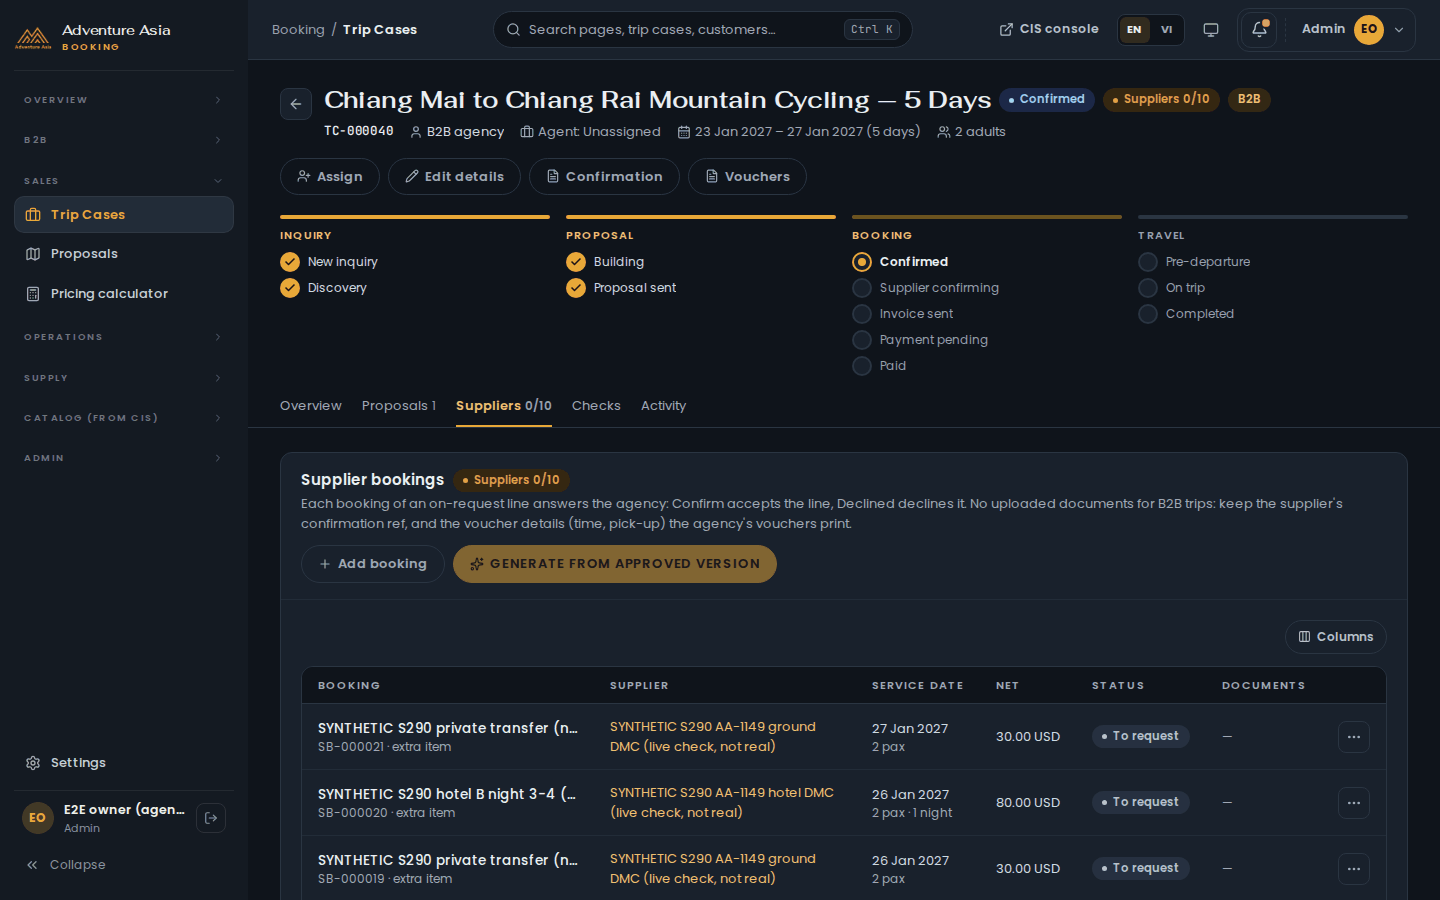 Adventure Asia
BOOKING
Adventure Asia
OVERVIEW
B2B
SALES
Trip Cases
Proposals
Pricing calculator
OPERATIONS
SUPPLY
CATALOG (FROM CIS)
ADMIN
Settings
EO
E2E owner (agen...
Admin
Collapse
Booking / Trip Cases
Search pages, trip cases, customers...
Ctrl K
CIS console
EN
VI
Admin
EO
Chiang Mai to Chiang Rai Mountain Cycling — 5 Days
Confirmed
Suppliers 0/10
B2B
TC-000040
B2B agency
Agent: Unassigned
23 Jan 2027 – 27 Jan 2027 (5 days)
2 adults
Assign
Edit details
Confirmation
Vouchers
INQUIRY
New inquiry
Discovery
PROPOSAL
Building
Proposal sent
BOOKING
Confirmed
Supplier confirming
Invoice sent
Payment pending
Paid
TRAVEL
Pre-departure
On trip
Completed
Overview
Proposals 1
Suppliers 0/10
Checks
Activity
Supplier bookings
Suppliers 0/10
Each booking of an on-request line answers the agency: Confirm accepts the line, Declined declines it. No uploaded documents for B2B trips: keep the supplier's
confirmation ref, and the voucher details (time, pick-up) the agency's vouchers print.
Add booking
GENERATE FROM APPROVED VERSION
Columns
BOOKING
SUPPLIER
SERVICE DATE
NET
STATUS
DOCUMENTS
SYNTHETIC S290 private transfer (n...
SB-000021 · extra item
SYNTHETIC S290 AA-1149 ground
DMC (live check, not real)
27 Jan 2027
2 pax
30.00 USD
To request
—
SYNTHETIC S290 hotel B night 3-4 (...
SB-000020 · extra item
SYNTHETIC S290 AA-1149 hotel DMC
(live check, not real)
26 Jan 2027
2 pax · 1 night
80.00 USD
To request
—
SYNTHETIC S290 private transfer (n...
SB-000019 · extra item
SYNTHETIC S290 AA-1149 ground
DMC (live check, not real)
26 Jan 2027
2 pax
30.00 USD
To request
—